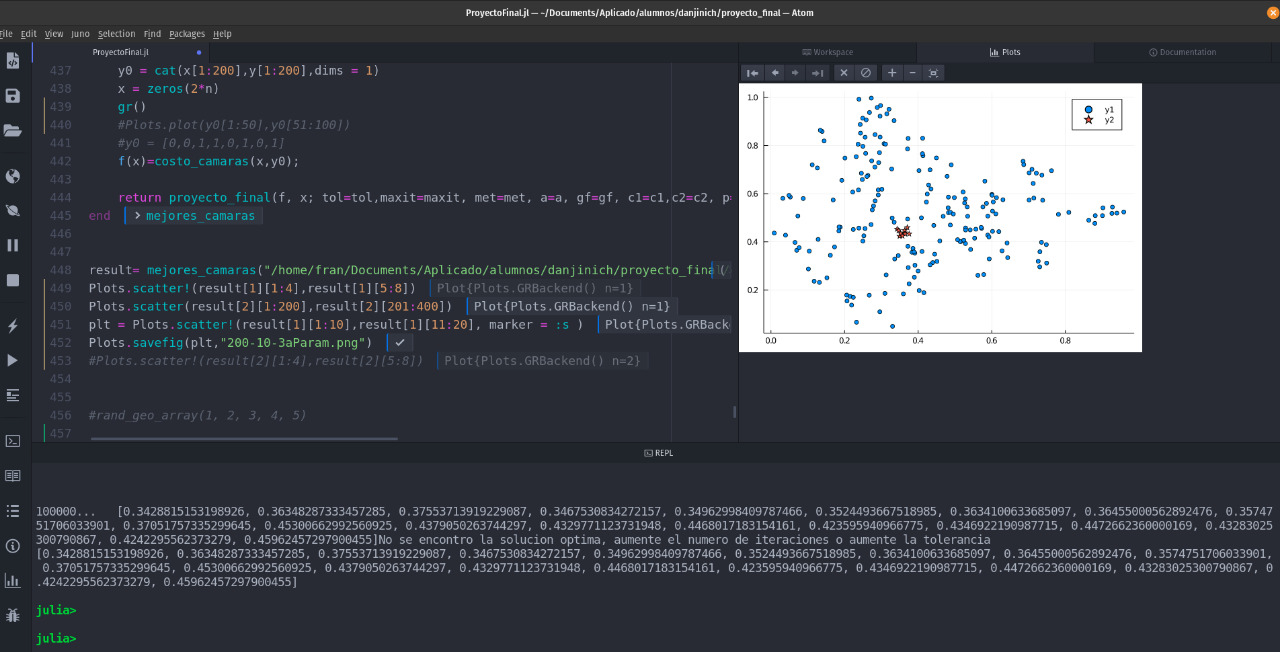 ProyectoFinal.jl — ~/Documents/Aplicado/alumnos/danjinich/proyecto_final — Atom
File Edit View Juno Selection Find Packages Help
ProyectoFinal.jl
Workspace
Plots
Documentation
437 y0 = cat(x[1:200],y[1:200],dims = 1)
438 x = zeros(2*n)
439 gr()
440 #Plots.plot(y0[1:50],y0[51:100])
441 #y0 = [0,0,1,1,0,1,0,1]
442 f(x)=costo_camaras(x,y0);
443
444 return proyecto_final(f, x; tol=tol,maxit=maxit, met=met, a=a, gf=gf, c1=c1,c2=c2, p=
445 end > mejores_camaras
446
447
448 result= mejores_camaras("/home/fran/Documents/Aplicado/alumnos/danjinich/proyecto_fina
449 Plots.scatter!(result[1][1:4],result[1][5:8]) Plot{Plots.GRBackend() n=1}
450 Plots.scatter(result[2][1:200],result[2][201:400]) Plot{Plots.GRBackend() n=1}
451 plt = Plots.scatter!(result[1][1:10],result[1][11:20], marker = :s ) Plot{Plots.GRBack
452 Plots.savefig(plt,"200-10-3aParam.png") ✓
453 #Plots.scatter!(result[2][1:4],result[2][5:8]) Plot{Plots.GRBackend() n=2}
454
455
456 #rand_geo_array(1, 2, 3, 4, 5)
457
1.0
0.8
0.6
0.4
0.2
0.0 0.2 0.4 0.6 0.8
y1
y2
REPL
100000... [0.3428815153198926, 0.36348287333457285, 0.37553713919229087, 0.3467530834272157, 0.34962998409787466, 0.3524493667518985, 0.3634100633685097, 0.36455000562892476, 0.35747
51706033901, 0.37051757335299645, 0.45300662992560925, 0.4379050263744297, 0.4329771123731948, 0.4468017183154161, 0.423595940966775, 0.4346922190987715, 0.4472662360000169, 0.43283025
300790867, 0.4242295562373279, 0.45962457297900455]No se encontro la solucion optima, aumente el numero de iteraciones o aumente la tolerancia
[0.3428815153198926, 0.36348287333457285, 0.37553713919229087, 0.3467530834272157, 0.34962998409787466, 0.3524493667518985, 0.3634100633685097, 0.36455000562892476, 0.3574751706033901,
0.37051757335299645, 0.45300662992560925, 0.4379050263744297, 0.4329771123731948, 0.4468017183154161, 0.423595940966775, 0.4346922190987715, 0.4472662360000169, 0.43283025300790867, 0
.4242295562373279, 0.45962457297900455]
julia>
julia>